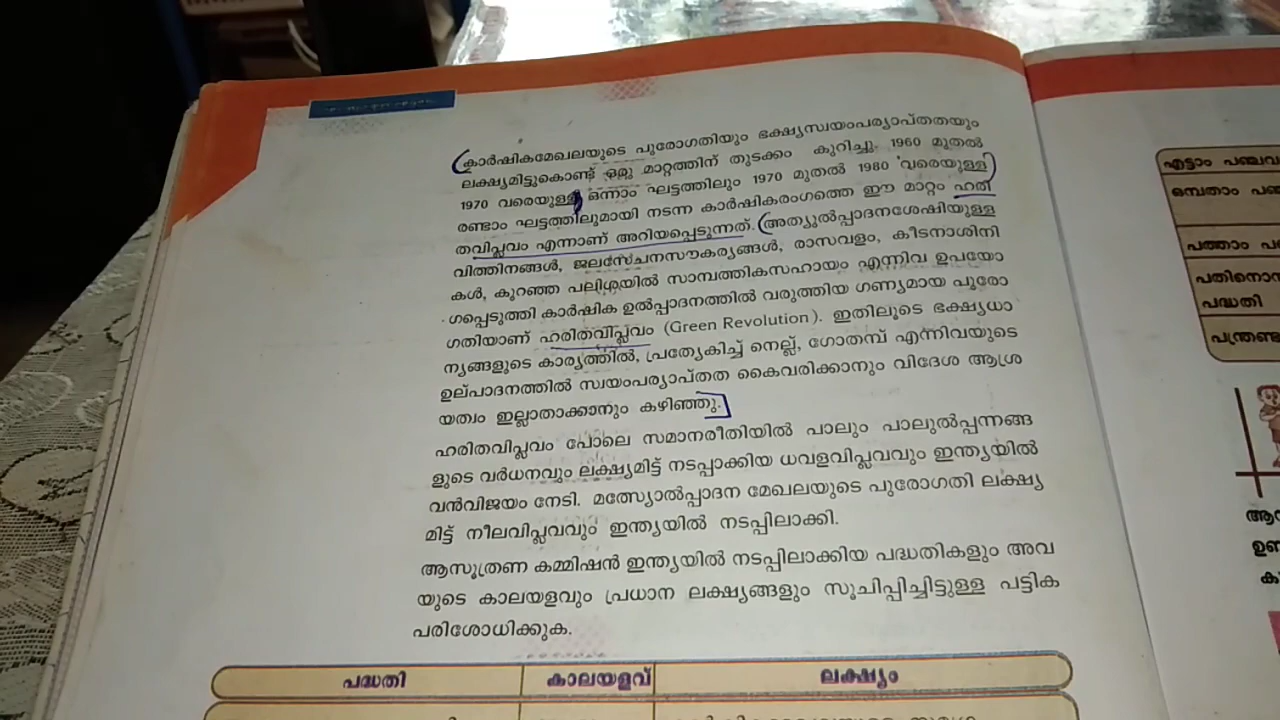 കാർഷികമേഖലയുടെ പുരോഗതിയും ഭക്ഷ്യസ്വയംപര്യാപ്തതയും
ലക്ഷ്യമിട്ടുകൊണ്ട് ഒരു മാറ്റത്തിന് തുടക്കം കുറിച്ചു. 1960 മുതൽ
1970 വരെയുള്ള ഒന്നാം ഘട്ടത്തിലും 1970 മുതൽ 1980 വരെയുള്ള
രണ്ടാം ഘട്ടത്തിലുമായി നടന്ന കാർഷികരംഗത്തെ ഈ മാറ്റം ഹരി
തവിപ്ലവം എന്നാണ് അറിയപ്പെടുന്നത്. അത്യുൽപ്പാദനശേഷിയുള്ള
വിത്തിനങ്ങൾ, ജലസേചനസൗകര്യങ്ങൾ, രാസവളം, കീടനാശിനി
കൾ, കുറഞ്ഞ പലിശയിൽ സാമ്പത്തികസഹായം എന്നിവ ഉപയോ
ഗപ്പെടുത്തി കാർഷിക ഉൽപ്പാദനത്തിൽ വരുത്തിയ ഗണ്യമായ പുരോ
ഗതിയാണ് ഹരിതവിപ്ലവം (Green Revolution). ഇതിലൂടെ ഭക്ഷ്യധാ
ന്യങ്ങളുടെ കാര്യത്തിൽ, പ്രത്യേകിച്ച് നെല്ല്, ഗോതമ്പ് എന്നിവയുടെ
ഉല്പാദനത്തിൽ സ്വയംപര്യാപ്തത കൈവരിക്കാനും വിദേശ ആശ്ര
യത്വം ഇല്ലാതാക്കാനും കഴിഞ്ഞു.
ഹരിതവിപ്ലവം പോലെ സമാനരീതിയിൽ പാലും പാലുൽപ്പന്നങ്ങ
ളുടെ വർധനവും ലക്ഷ്യമിട്ട് നടപ്പാക്കിയ ധവളവിപ്ലവവും ഇന്ത്യയിൽ
വൻവിജയം നേടി. മത്സ്യോൽപ്പാദന മേഖലയുടെ പുരോഗതി ലക്ഷ്യ
മിട്ട് നീലവിപ്ലവവും ഇന്ത്യയിൽ നടപ്പിലാക്കി.
ആസൂത്രണ കമ്മിഷൻ ഇന്ത്യയിൽ നടപ്പിലാക്കിയ പദ്ധതികളും അവ
യുടെ കാലയളവും പ്രധാന ലക്ഷ്യങ്ങളും സൂചിപ്പിച്ചിട്ടുള്ള പട്ടിക
പരിശോധിക്കുക.
പദ്ധതി കാലയളവ് ലക്ഷ്യം
എട്ടാം
ഒമ്പതാം
പത്താം
പദ്ധതി